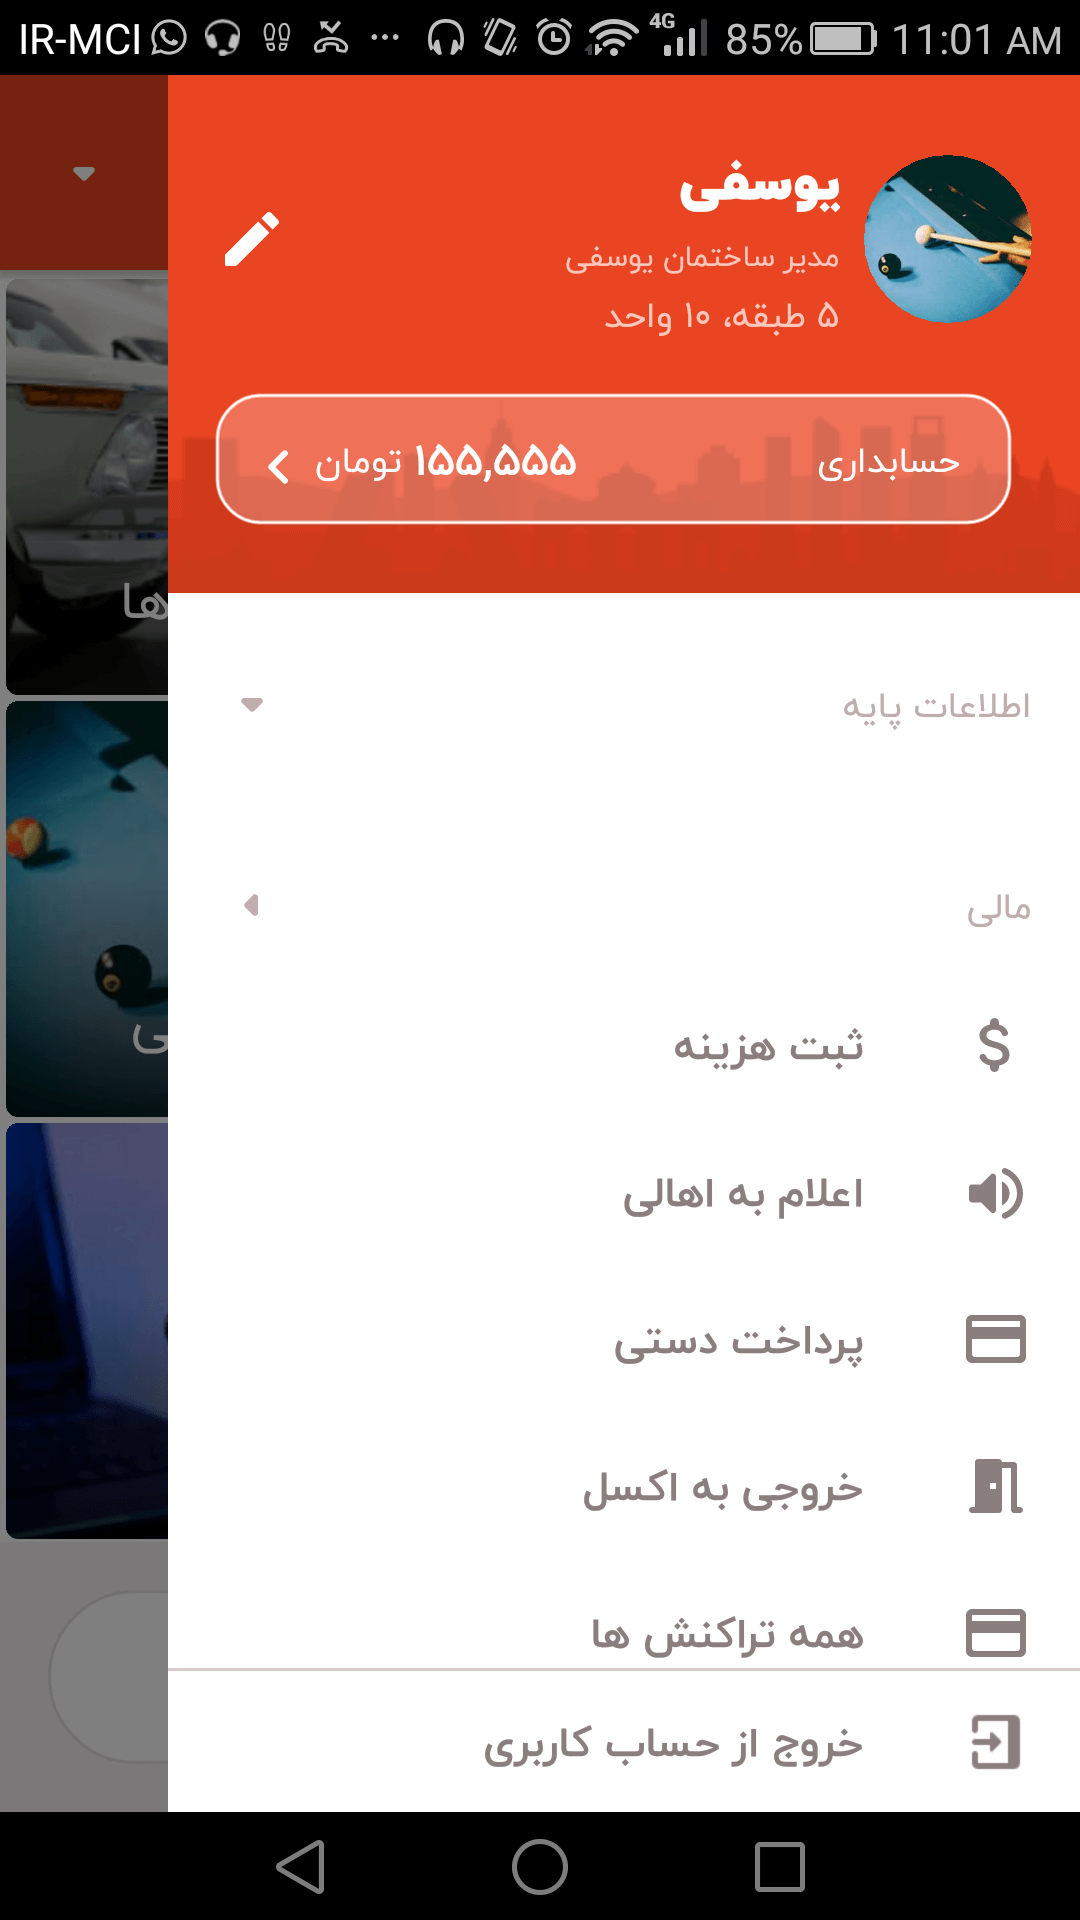 IR-MCI 4G 85% 11:01 AM
یوسفی
مدیر ساختمان یوسفی
۵ طبقه، ۱۰ واحد
حسابداری ۱۵۵,۵۵۵ تومان
ها
اطلاعات پایه
مالی
ی
ثبت هزینه
اعلام به اهالی
پرداخت دستی
خروجی به اکسل
همه تراکنش ها
خروج از حساب کاربری